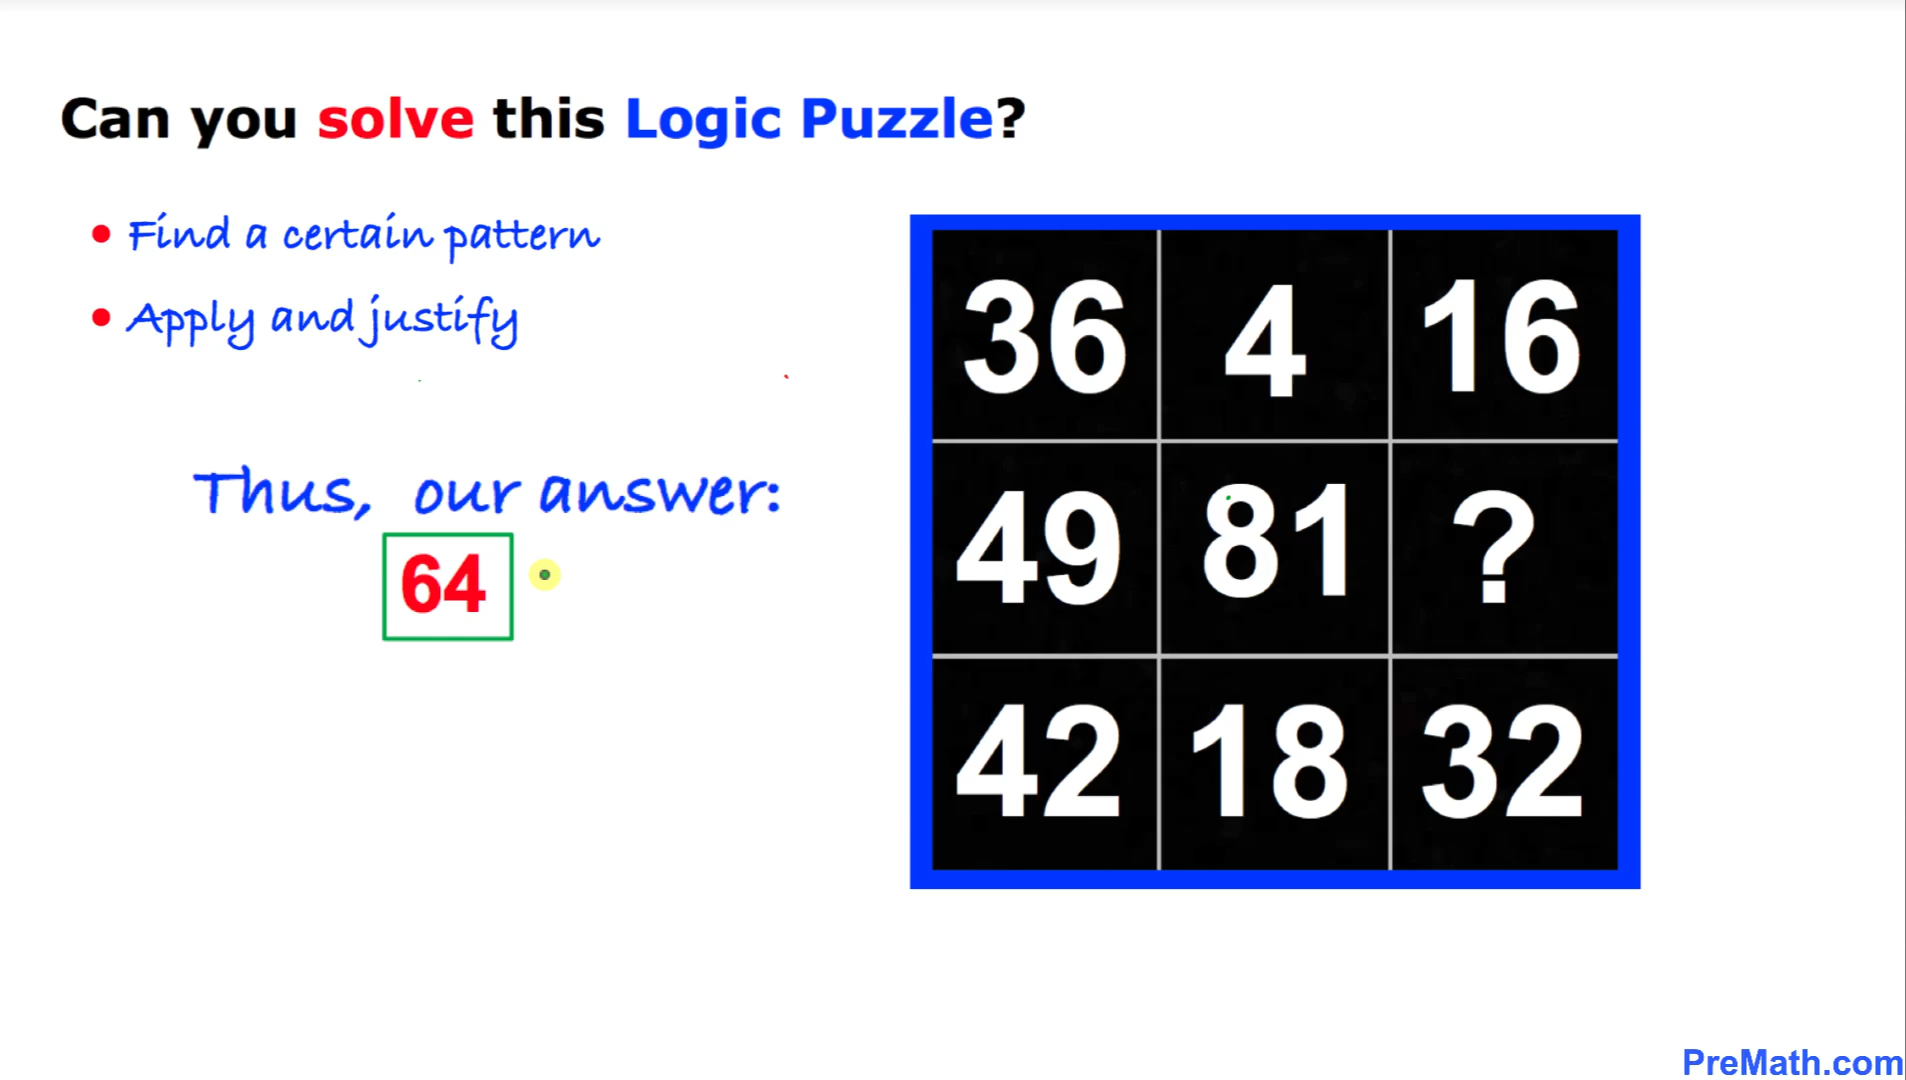 Can you solve this Logic Puzzle?
• Find a certain pattern
• Apply and justify
Thus, our answer:
64
36 4 16
49 81 ?
42 18 32
PreMath.com